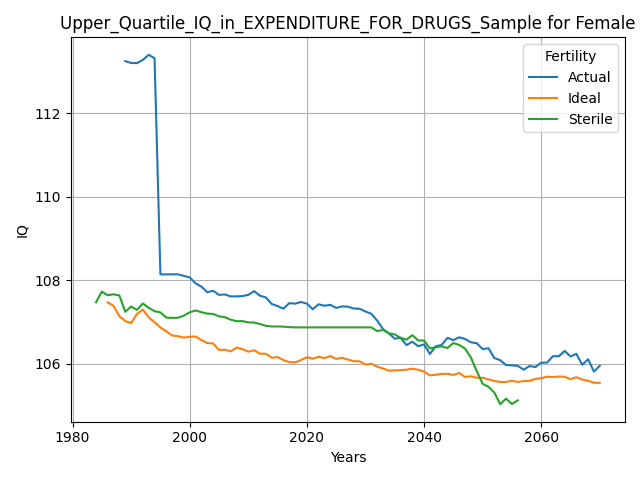 Upper_Quartile_IQ_in_EXPENDITURE_FOR_DRUGS_Sample for Female
Fertility
Actual
Ideal
Sterile
112
110
108
106
IQ
1980
2000
2020
2040
2060
Years